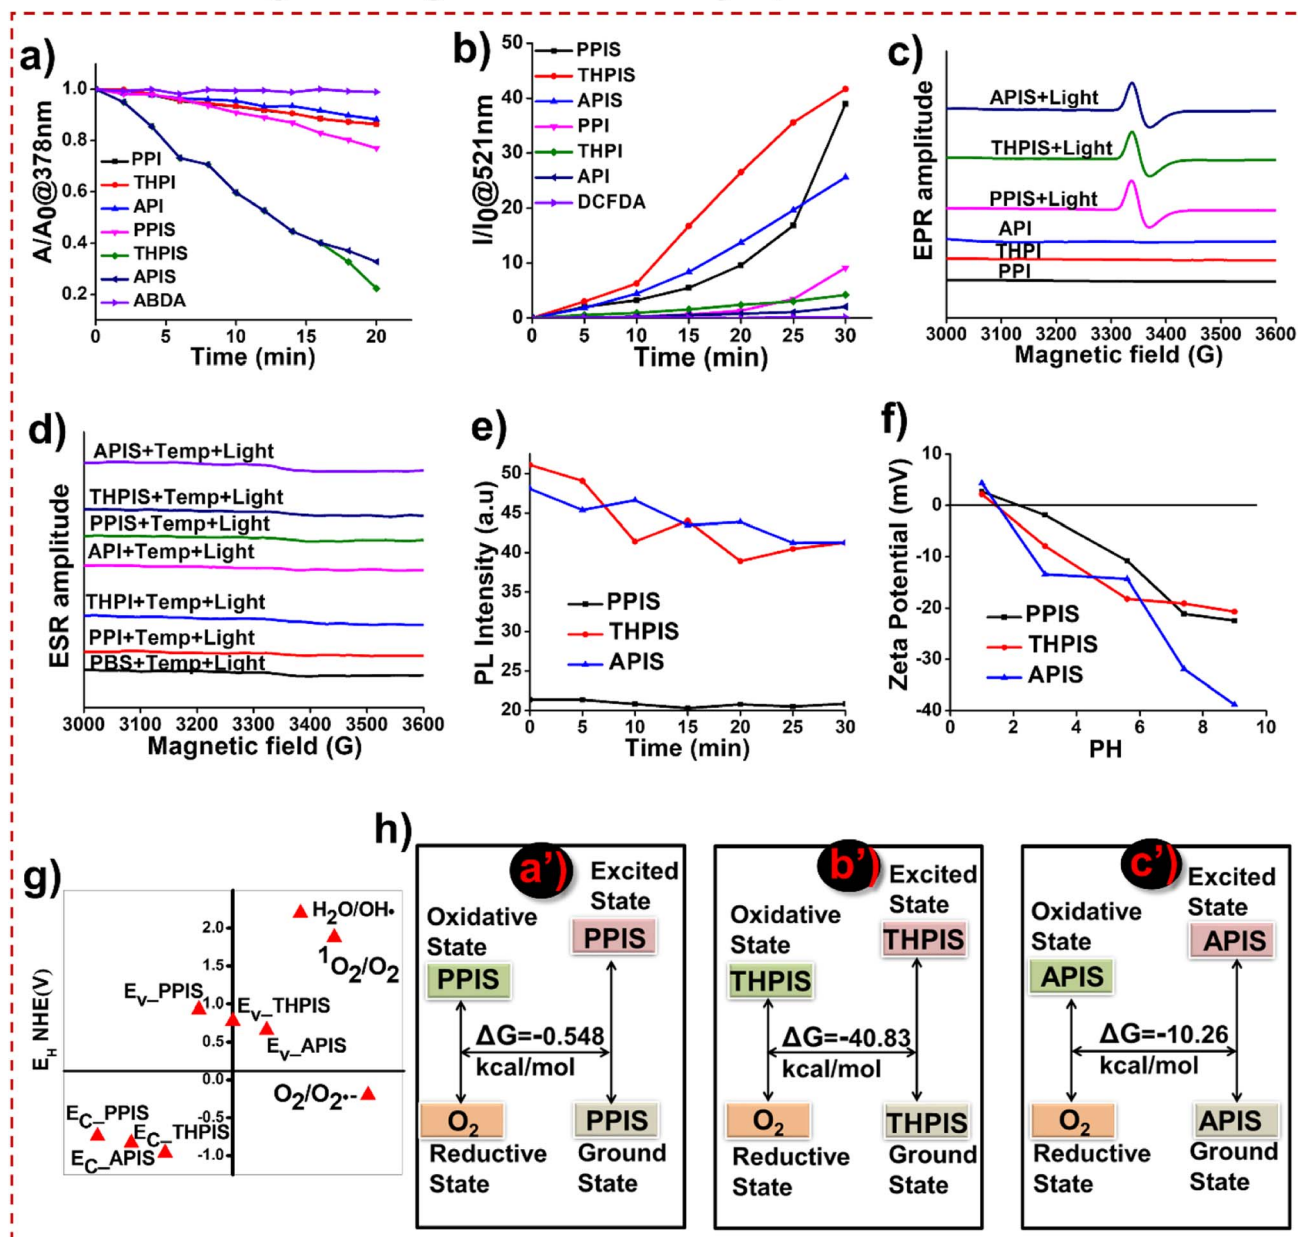 a)
A/A0@378nm
1.0
0.8
0.6
0.4
0.2
PPI
THPI
API
PPIS
THPIS
APIS
ABDA
0 5 10 15 20
Time (min)
b)
I/I0@521nm
50
40
30
20
10
0
PPIS
THPIS
APIS
PPI
THPI
API
DCFDA
0 5 10 15 20 25 30
Time (min)
c)
EPR amplitude
APIS+Light
THPIS+Light
PPIS+Light
API
THPI
PPI
3000 3100 3200 3300 3400 3500 3600
Magnetic field (G)
d)
ESR amplitude
APIS+Temp+Light
THPIS+Temp+Light
PPIS+Temp+Light
API+Temp+Light
THPI+Temp+Light
PPI+Temp+Light
PBS+Temp+Light
3000 3100 3200 3300 3400 3500 3600
Magnetic field (G)
e)
PL Intensity (a.u)
50
45
40
35
30
25
20
PPIS
THPIS
APIS
0 5 10 15 20 25 30
Time (min)
f)
Zeta Potential (mV)
10
0
-10
-20
-30
-40
PPIS
THPIS
APIS
0 2 4 6 8 10
PH
g)
E_H NHE(V)
2.0
1.5
1.0
0.5
0.0
-0.5
-1.0
H2O/OH•
¹O2/O2
Ev_PPIS
Ev_THPIS
Ev_APIS
O2/O2•-
EC_PPIS
EC_THPIS
EC_APIS
h)
a')
Excited
State
Oxidative
State
PPIS
PPIS
ΔG=-0.548
kcal/mol
O2
PPIS
Reductive
State
Ground
State
b')
Excited
State
Oxidative
State
THPIS
THPIS
ΔG=-40.83
kcal/mol
O2
THPIS
Reductive
State
Ground
State
c')
Excited
State
Oxidative
State
APIS
APIS
ΔG=-10.26
kcal/mol
O2
APIS
Reductive
State
Ground
State